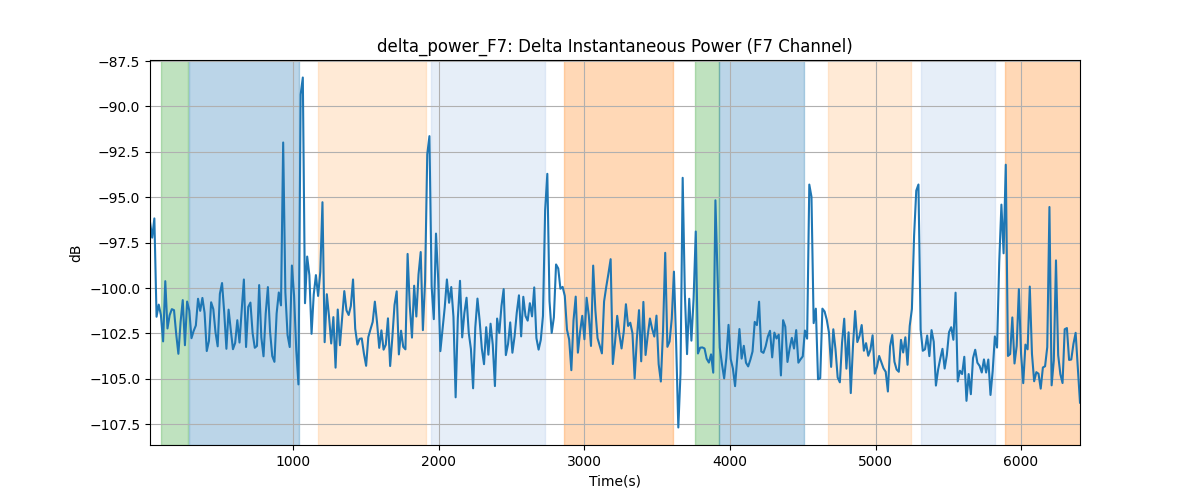 delta_power_F7: Delta Instantaneous Power (F7 Channel)
dB
−87.5
−90.0
−92.5
−95.0
−97.5
−100.0
−102.5
−105.0
−107.5
1000 2000 3000 4000 5000 6000
Time(s)